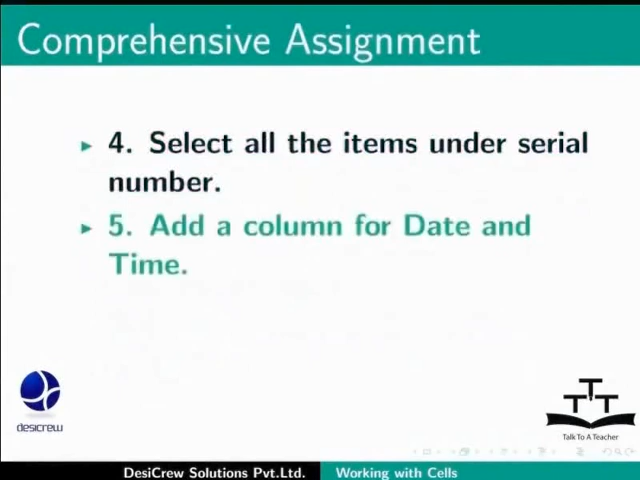 Comprehensive Assignment
▸ 4. Select all the items under serial
number.
▸ 5. Add a column for Date and
Time.
desicrew
TTT
Talk To A Teacher
DesiCrew Solutions Pvt.Ltd. Working with Cells